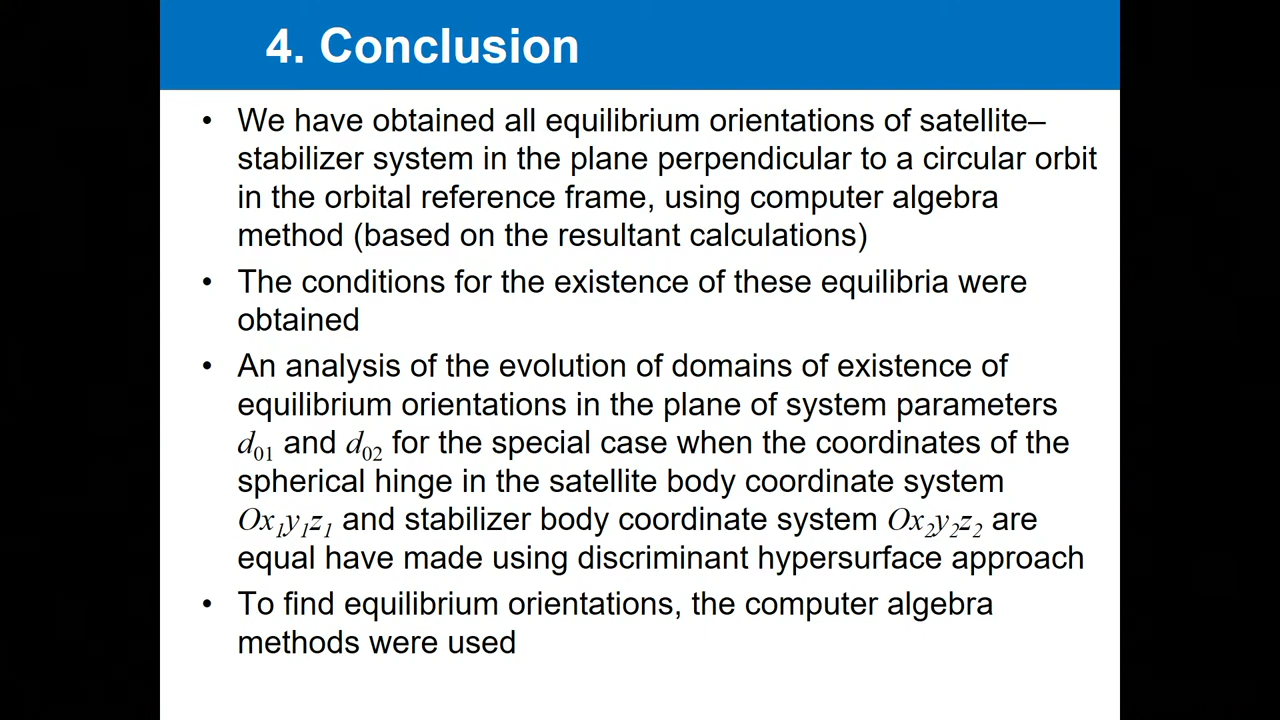 4. Conclusion
• We have obtained all equilibrium orientations of satellite–
stabilizer system in the plane perpendicular to a circular orbit
in the orbital reference frame, using computer algebra
method (based on the resultant calculations)
• The conditions for the existence of these equilibria were
obtained
• An analysis of the evolution of domains of existence of
equilibrium orientations in the plane of system parameters
d₀₁ and d₀₂ for the special case when the coordinates of the
spherical hinge in the satellite body coordinate system
Ox₁y₁z₁ and stabilizer body coordinate system Ox₂y₂z₂ are
equal have made using discriminant hypersurface approach
• To find equilibrium orientations, the computer algebra
methods were used